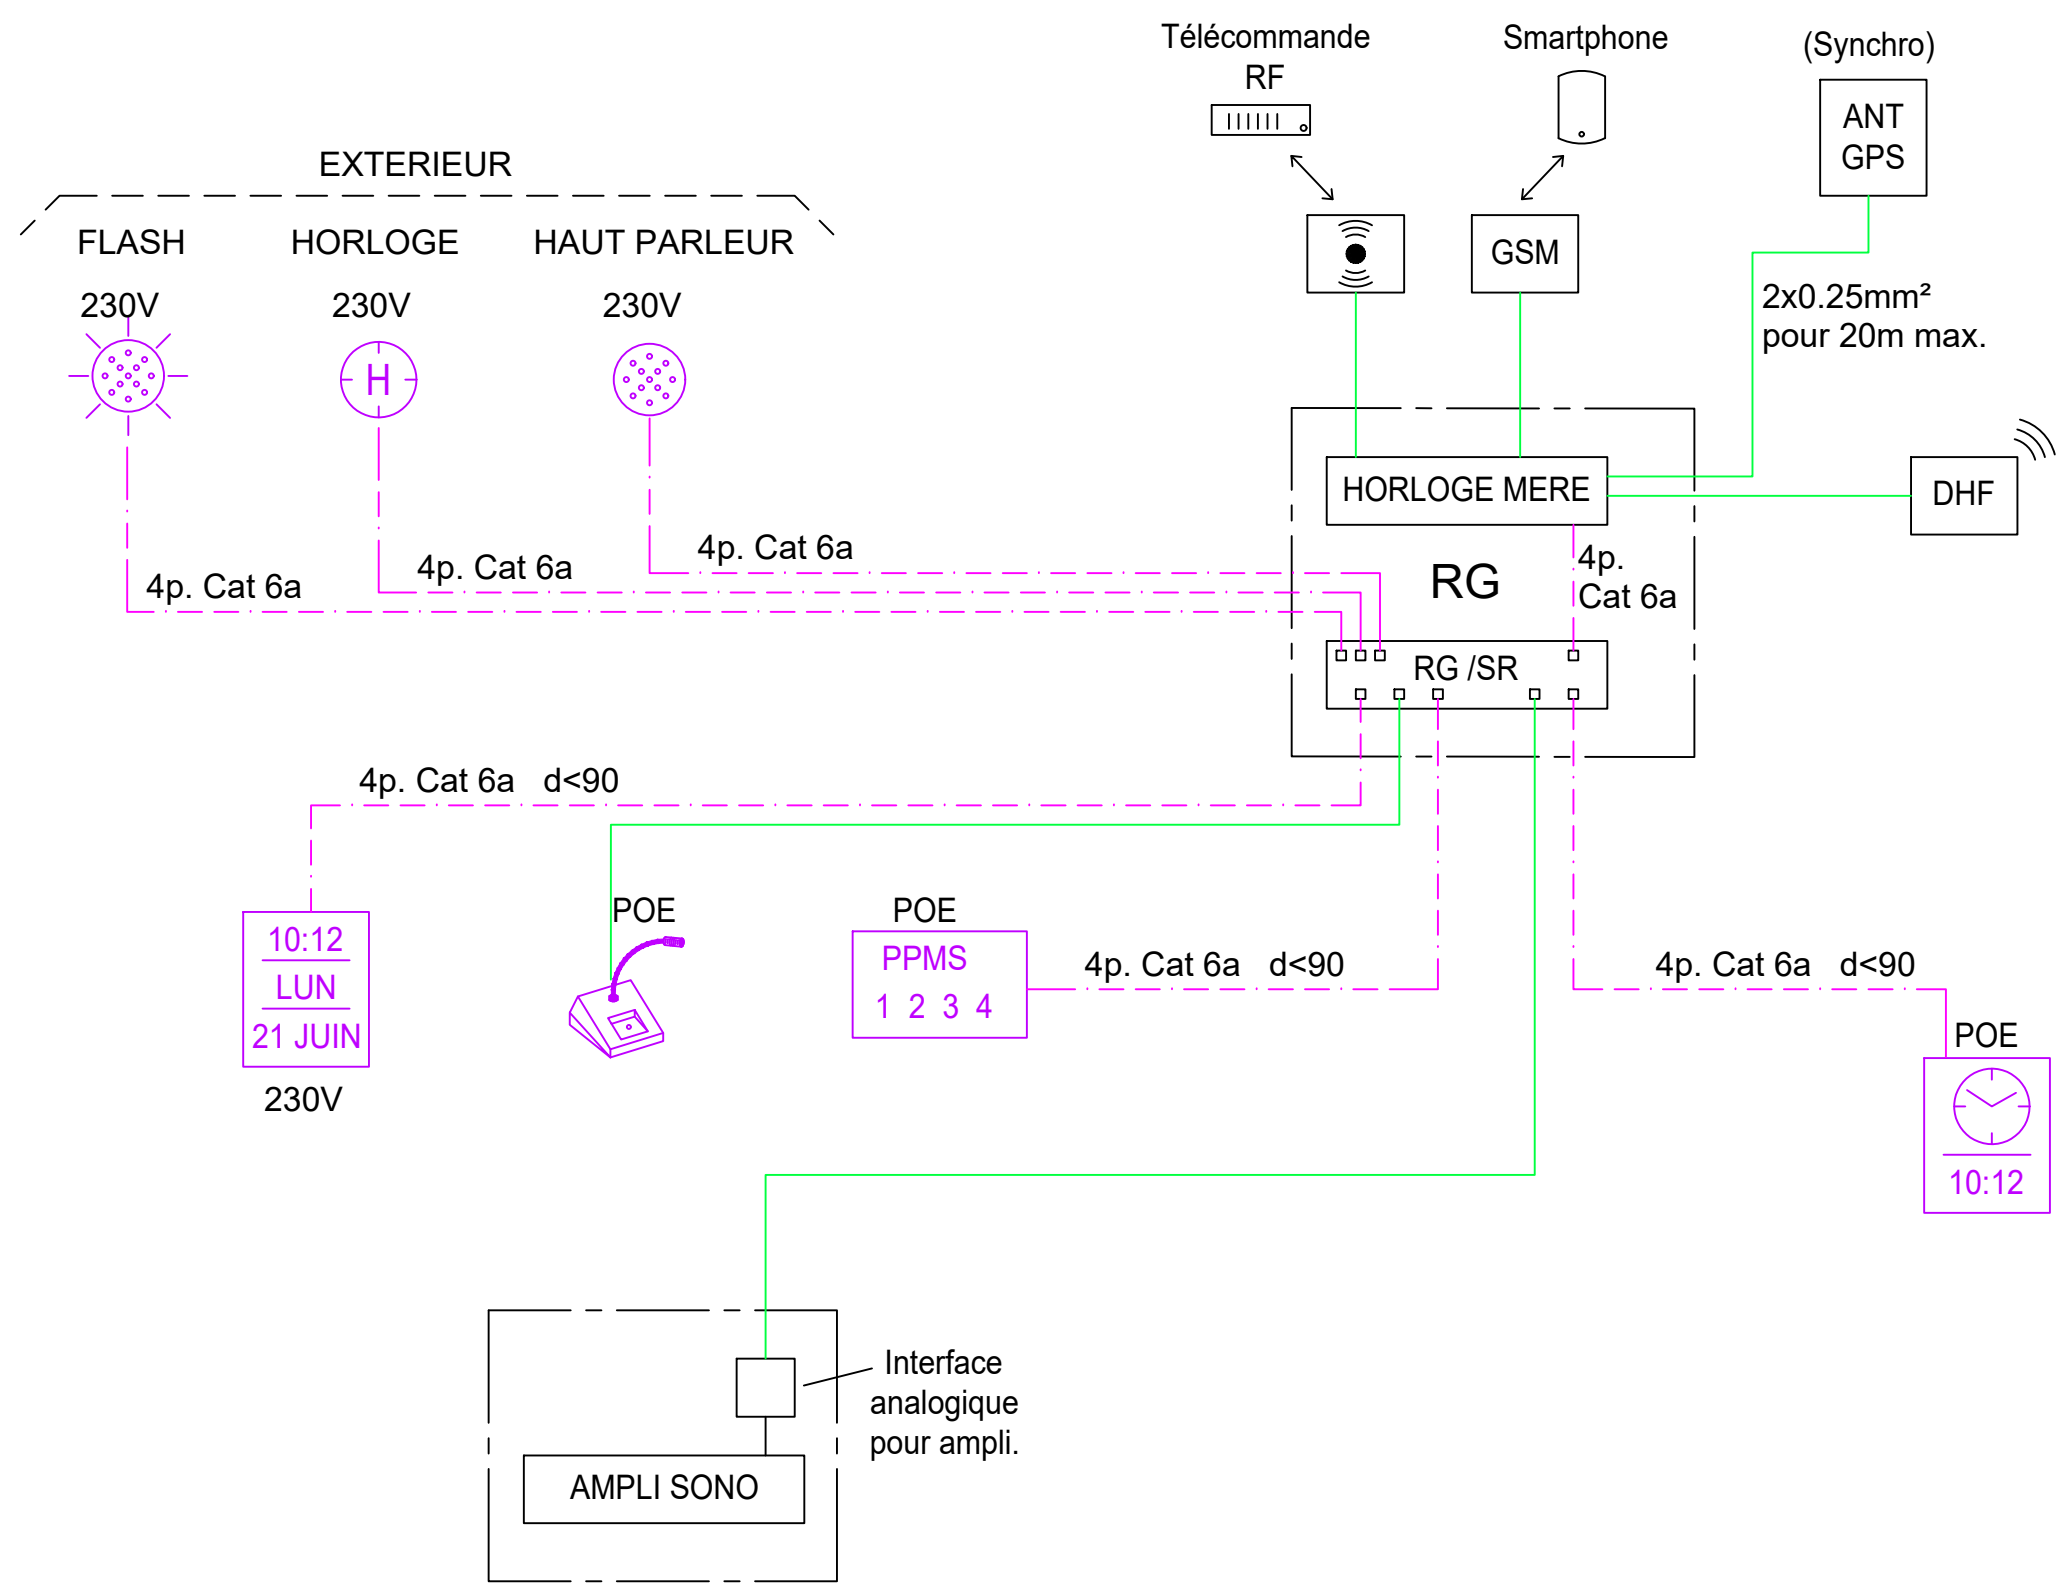 Télécommande
RF
Smartphone
(Synchro)
ANT
GPS
EXTERIEUR
FLASH
HORLOGE
HAUT PARLEUR
230V
230V
230V
H
GSM
2x0.25mm²
pour 20m max.
HORLOGE MERE
DHF
4p. Cat 6a
4p. Cat 6a
4p. Cat 6a
RG
4p.
Cat 6a
RG /SR
4p. Cat 6a d<90
10:12
LUN
21 JUIN
230V
POE
POE
PPMS
1 2 3 4
4p. Cat 6a d<90
4p. Cat 6a d<90
POE
10:12
Interface
analogique
pour ampli.
AMPLI SONO